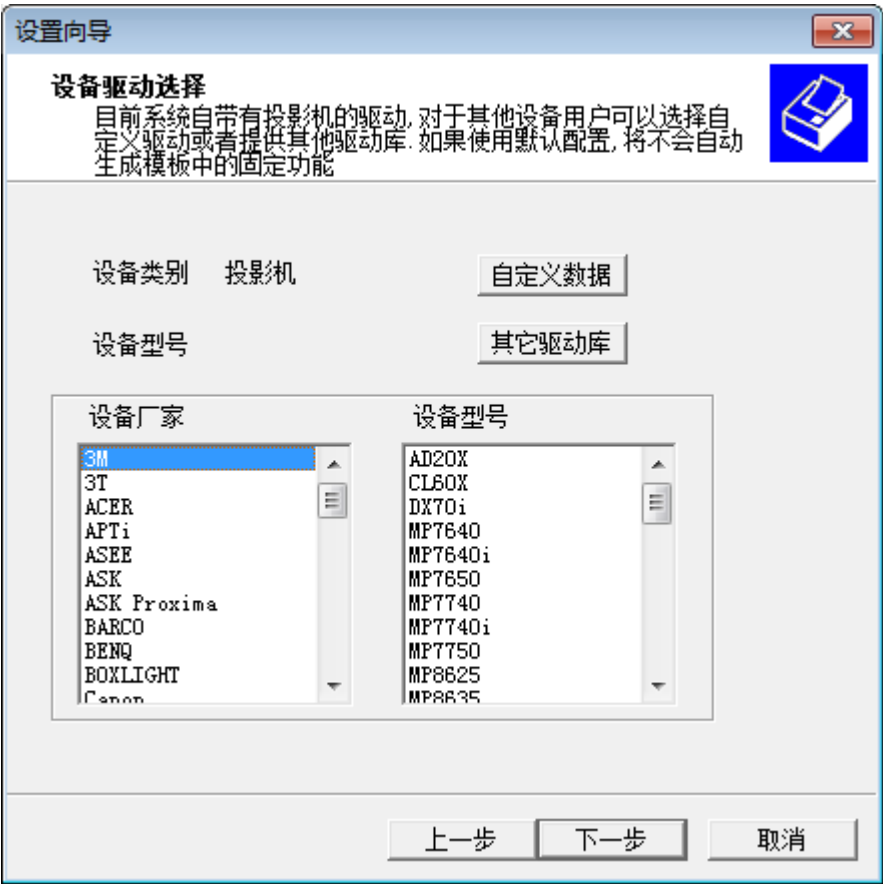 设置向导
设备驱动选择
目前系统自带有投影机的驱动,对于其他设备用户可以选择自
定义驱动或者提供其他驱动库.如果使用默认配置,将不会自动
生成模板中的固定功能
设备类别 投影机 自定义数据
设备型号 其它驱动库
设备厂家
3M
3T
ACER
APTi
ASEE
ASK
ASK Proxima
BARCO
BENQ
BOXLIGHT
Canon
设备型号
AD20X
CL60X
DX70i
MP7640
MP7640i
MP7650
MP7740
MP7740i
MP7750
MP8625
MP8635
上一步 下一步 取消